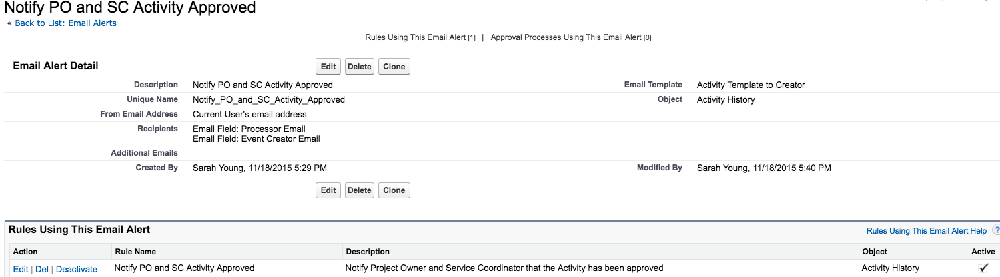 Notify PO and SC Activity Approved
« Back to List: Email Alerts
Rules Using This Email Alert [1] | Approval Processes Using This Email Alert [0]
Email Alert Detail Edit Delete Clone
Description Notify PO and SC Activity Approved Email Template Activity Template to Creator
Unique Name Notify_PO_and_SC_Activity_Approved Object Activity History
From Email Address Current User's email address
Recipients Email Field: Processor Email
Email Field: Event Creator Email
Additional Emails
Created By Sarah Young, 11/18/2015 5:29 PM Modified By Sarah Young, 11/18/2015 5:40 PM
Edit Delete Clone
Rules Using This Email Alert Rules Using This Email Alert Help ?
Action Rule Name Description Object Active
Edit | Del | Deactivate Notify PO and SC Activity Approved Notify Project Owner and Service Coordinator that the Activity has been approved Activity History ✓